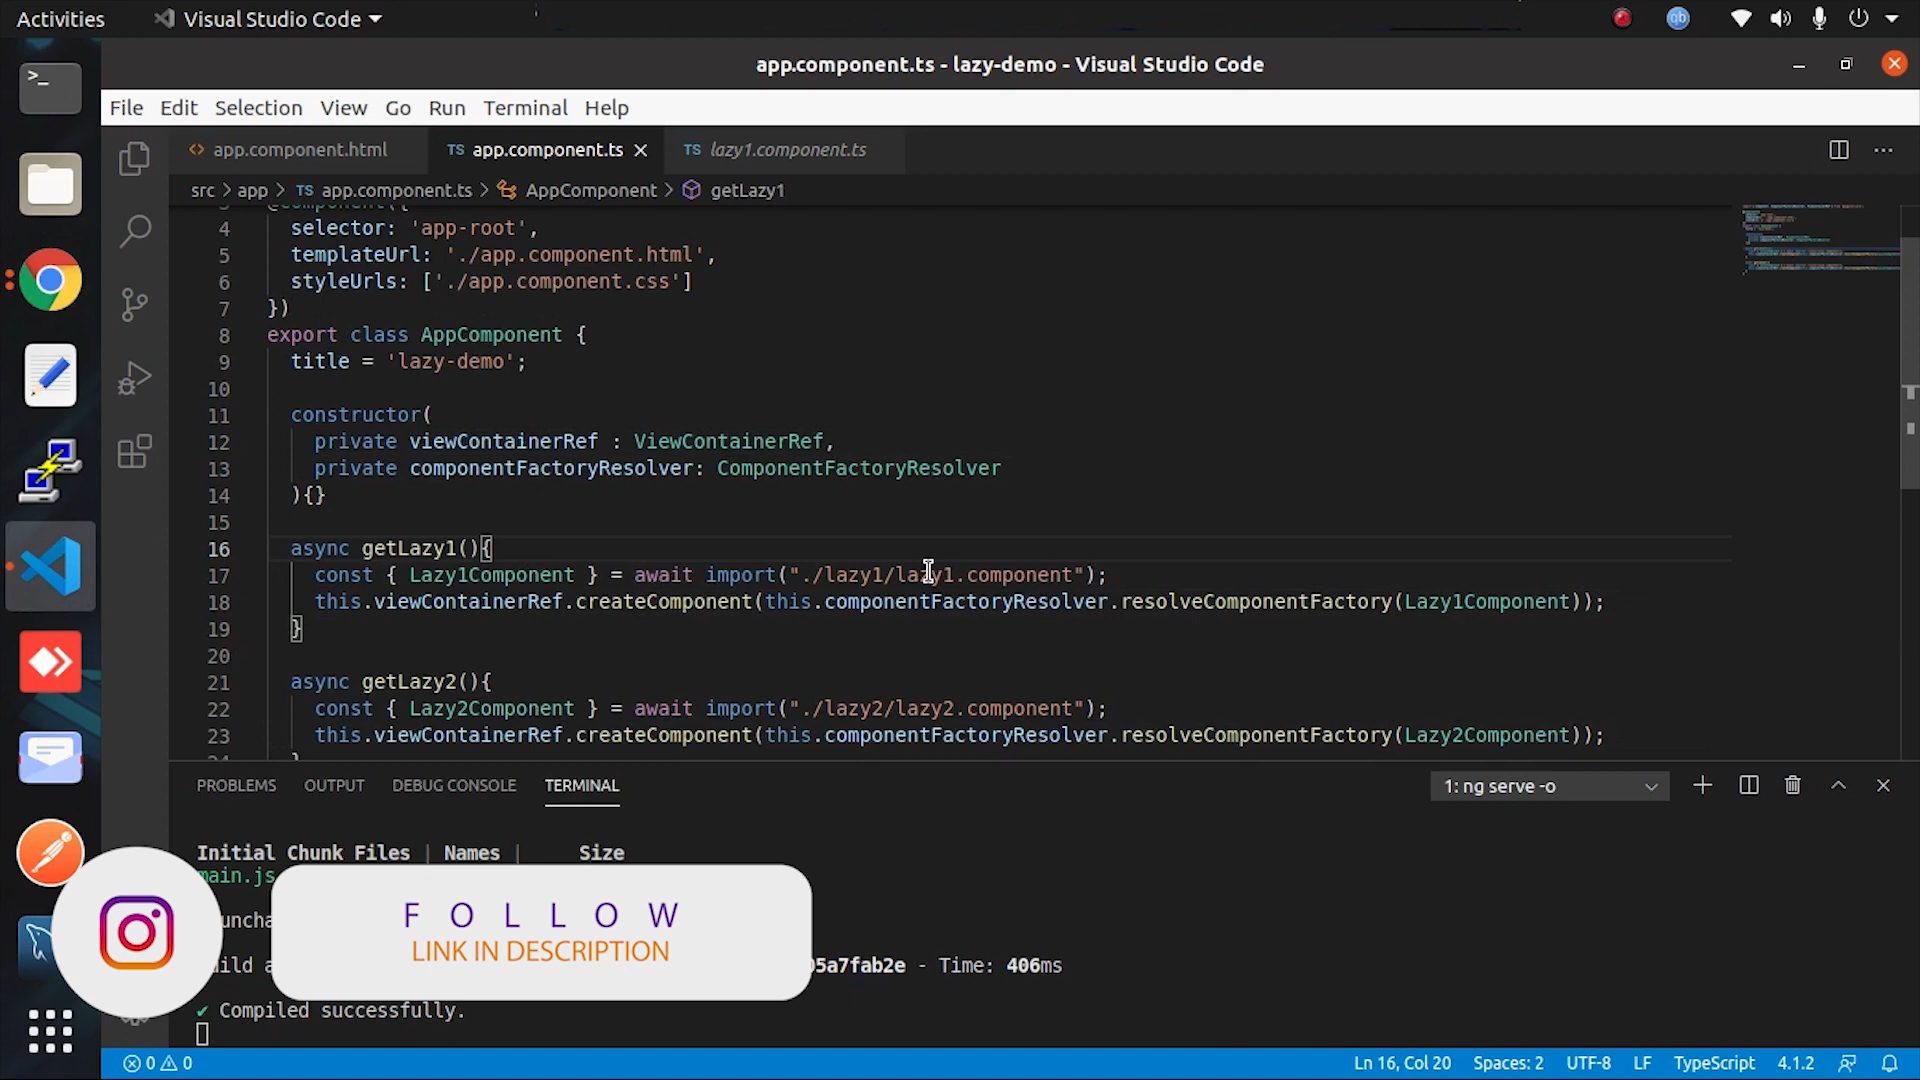 Activities
Visual Studio Code
qb
app.component.ts - lazy-demo - Visual Studio Code
File Edit Selection View Go Run Terminal Help
<> app.component.html
TS app.component.ts
TS lazy1.component.ts
src > app > TS app.component.ts > AppComponent > getLazy1
@Component({
4 selector: 'app-root',
5 templateUrl: './app.component.html',
6 styleUrls: ['./app.component.css']
7 })
8 export class AppComponent {
9 title = 'lazy-demo';
10
11 constructor(
12 private viewContainerRef : ViewContainerRef,
13 private componentFactoryResolver: ComponentFactoryResolver
14 ){}
15
16 async getLazy1(){
17 const { Lazy1Component } = await import("./lazy1/lazy1.component");
18 this.viewContainerRef.createComponent(this.componentFactoryResolver.resolveComponentFactory(Lazy1Component));
19 }
20
21 async getLazy2(){
22 const { Lazy2Component } = await import("./lazy2/lazy2.component");
23 this.viewContainerRef.createComponent(this.componentFactoryResolver.resolveComponentFactory(Lazy2Component));
PROBLEMS OUTPUT DEBUG CONSOLE TERMINAL
1: ng serve -o
Initial Chunk Files | Names | Size
main.js
FOLLOW
LINK IN DESCRIPTION
5a7fab2e - Time: 406ms
✔ Compiled successfully.
0 0
Ln 16, Col 20 Spaces: 2 UTF-8 LF TypeScript 4.1.2